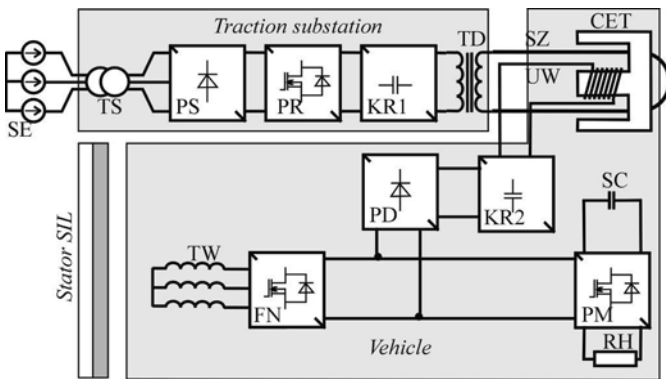 Traction substation
TD
SZ
CET
UW
SE
TS
PS
PR
KR1
SC
PD
KR2
Stator SIL
TW
FN
PM
RH
Vehicle